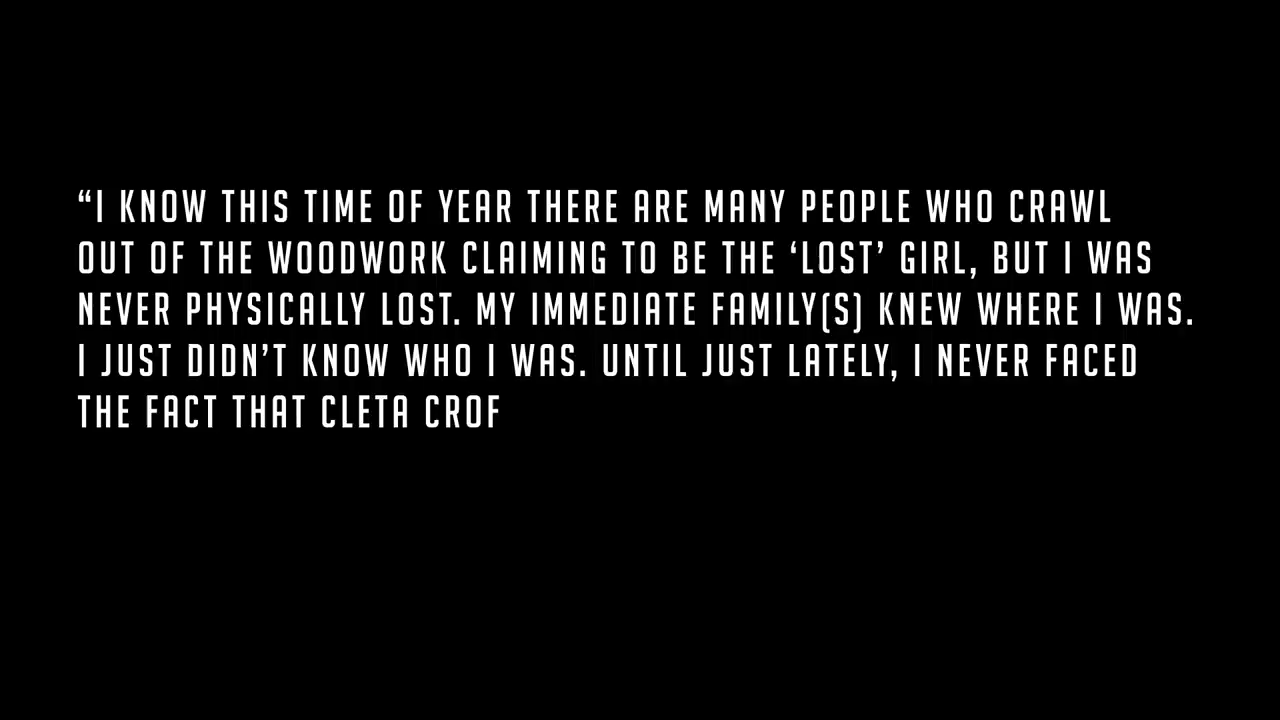 “I KNOW THIS TIME OF YEAR THERE ARE MANY PEOPLE WHO CRAWL
OUT OF THE WOODWORK CLAIMING TO BE THE ‘LOST’ GIRL, BUT I WAS
NEVER PHYSICALLY LOST. MY IMMEDIATE FAMILY(S) KNEW WHERE I WAS.
I JUST DIDN’T KNOW WHO I WAS. UNTIL JUST LATELY, I NEVER FACED
THE FACT THAT CLETA CROF